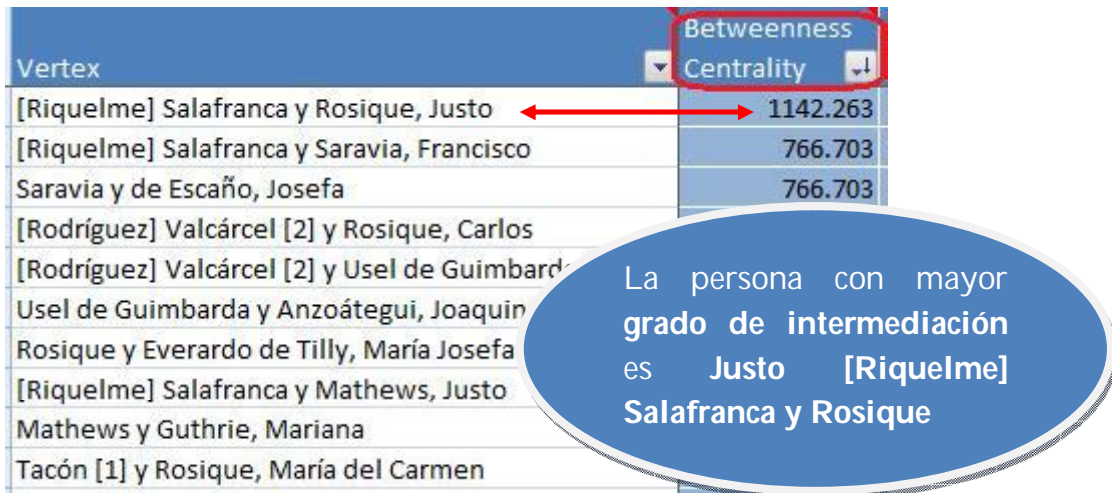 Vertex Betweenness Centrality
[Riquelme] Salafranca y Rosique, Justo 1142.263
[Riquelme] Salafranca y Saravia, Francisco 766.703
Saravia y de Escaño, Josefa 766.703
[Rodríguez] Valcárcel [2] y Rosique, Carlos
[Rodríguez] Valcárcel [2] y Usel de Guimbarda
Usel de Guimbarda y Anzoátegui, Joaquin
Rosique y Everardo de Tilly, María Josefa
[Riquelme] Salafranca y Mathews, Justo
Mathews y Guthrie, Mariana
Tacón [1] y Rosique, María del Carmen
La persona con mayor
grado de intermediación
es Justo [Riquelme]
Salafranca y Rosique